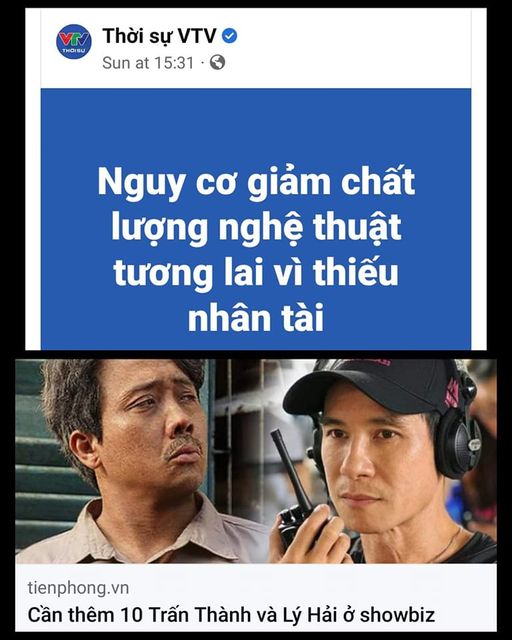 VTV
THỜI SỰ
Thời sự VTV
Sun at 15:31 ·
Nguy cơ giảm chất
lượng nghệ thuật
tương lai vì thiếu
nhân tài
tienphong.vn
Cần thêm 10 Trấn Thành và Lý Hải ở showbiz